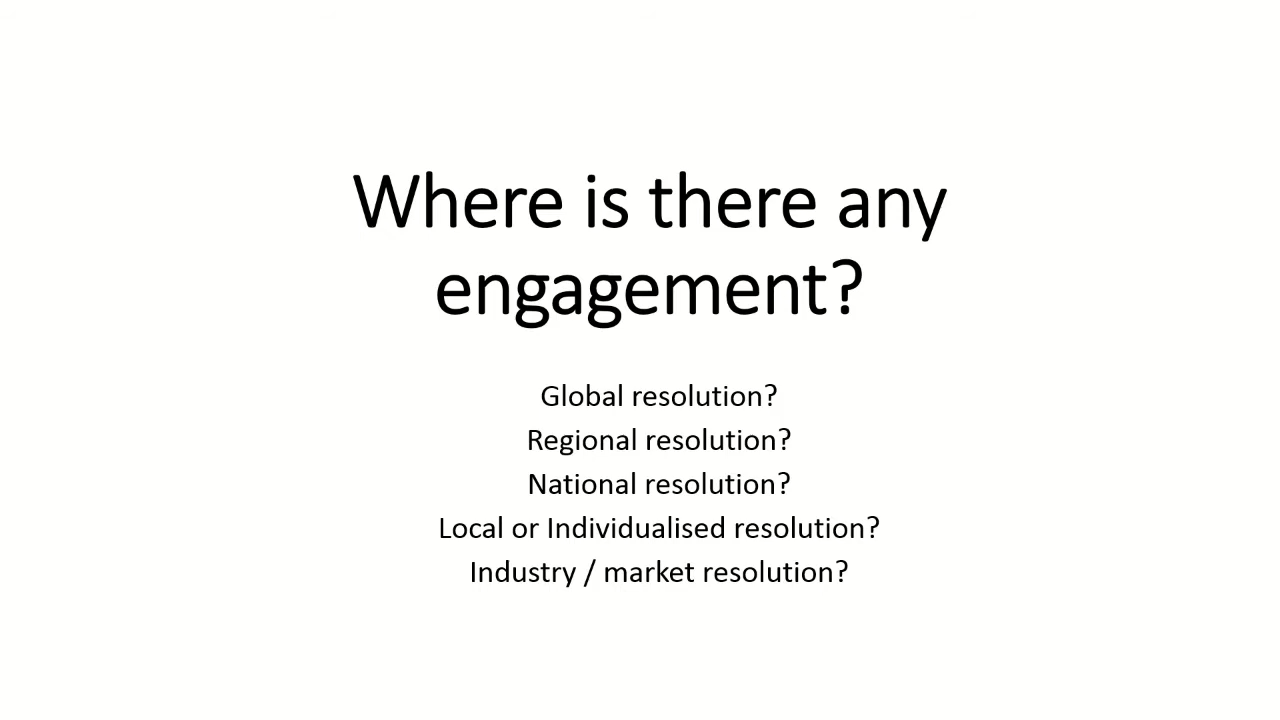 Where is there any
engagement?
Global resolution?
Regional resolution?
National resolution?
Local or Individualised resolution?
Industry / market resolution?